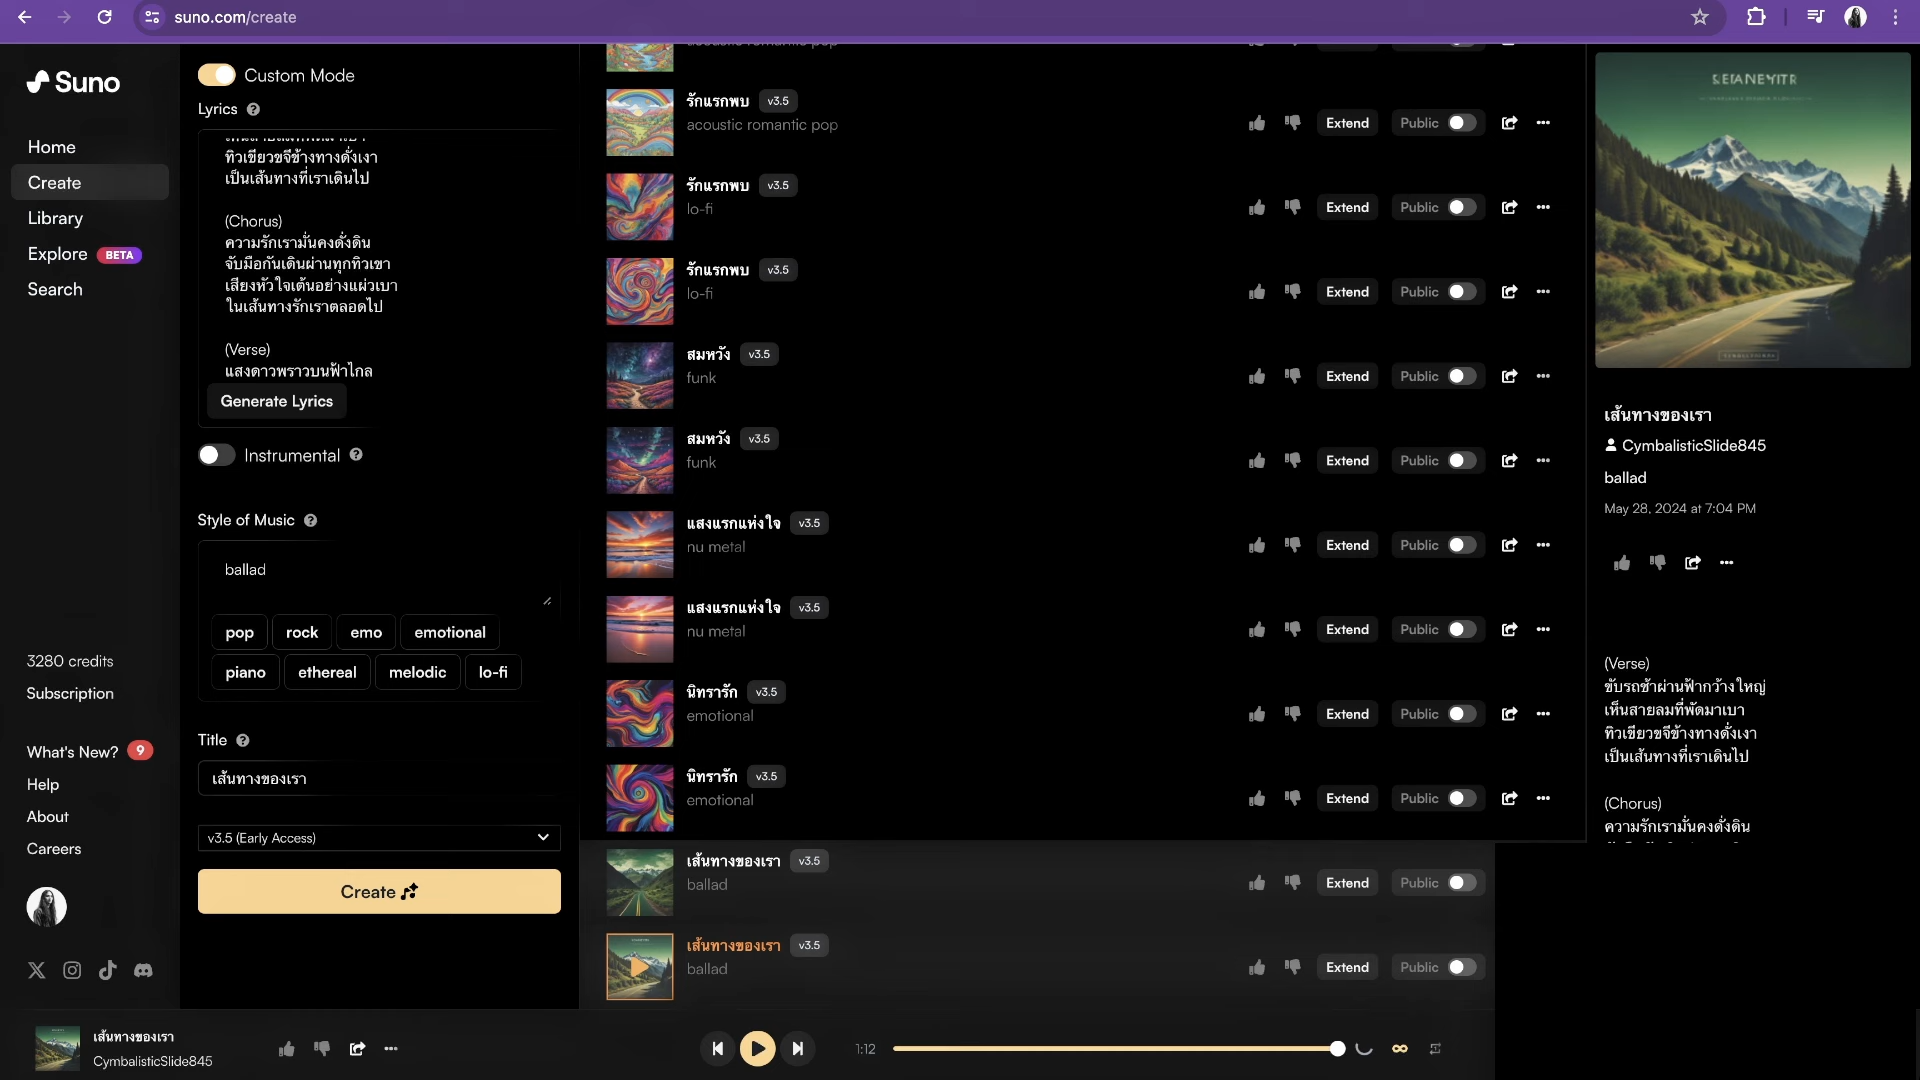 suno.com/create
Suno
Home
Create
Library
Explore BETA
Search
3280 credits
Subscription
What's New? 9
Help
About
Careers
Custom Mode
Lyrics
ทิวเขียวขจีข้างทางดั่งเงา
เป็นเส้นทางที่เราเดินไป
(Chorus)
ความรักเรามั่นคงดั่งดิน
จับมือกันเดินผ่านทุกทิวเขา
เสียงหัวใจเต้นอย่างแผ่วเบา
ในเส้นทางรักเราตลอดไป
(Verse)
แสงดาวพราวบนฟ้าไกล
Generate Lyrics
Instrumental
Style of Music
ballad
pop rock emo emotional
piano ethereal melodic lo-fi
Title
เส้นทางของเรา
v3.5 (Early Access)
Create
acoustic romantic pop
รักแรกพบ v3.5
acoustic romantic pop
Extend Public
รักแรกพบ v3.5
lo-fi
Extend Public
รักแรกพบ v3.5
lo-fi
Extend Public
สมหวัง v3.5
funk
Extend Public
สมหวัง v3.5
funk
Extend Public
แสงแรกแห่งใจ v3.5
nu metal
Extend Public
แสงแรกแห่งใจ v3.5
nu metal
Extend Public
นิทรารัก v3.5
emotional
Extend Public
นิทรารัก v3.5
emotional
Extend Public
เส้นทางของเรา v3.5
ballad
Extend Public
เส้นทางของเรา v3.5
ballad
Extend Public
เส้นทางของเรา
CymbalisticSlide845
ballad
May 28, 2024 at 7:04 PM
(Verse)
ขับรถช้าผ่านฟ้ากว้างใหญ่
เห็นสายลมที่พัดมาเบา
ทิวเขียวขจีข้างทางดั่งเงา
เป็นเส้นทางที่เราเดินไป
(Chorus)
ความรักเรามั่นคงดั่งดิน
เส้นทางของเรา
CymbalisticSlide845
1:12